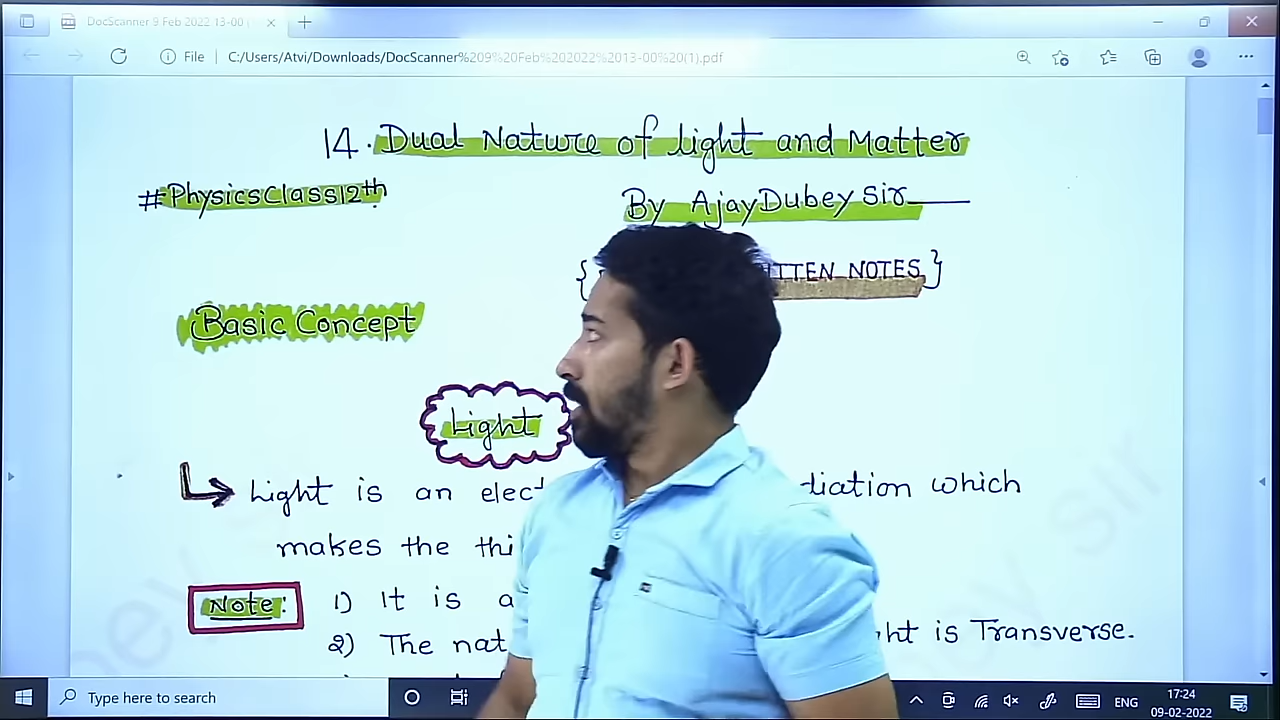 DocScanner 9 Feb 2022 13-00
File C:/Users/Atvi/Downloads/DocScanner%209%20Feb%202022%2013-00%20(1).pdf
14. Dual Nature of light and Matter
#PhysicsClass12th
By AjayDubey Sir
{ TTEN NOTES }
Basic Concept
Light
Light is an elect diation which
makes the thi
Note: 1) It is a
2) The nat ht is Transverse.
Type here to search
ENG
17:24
09-02-2022